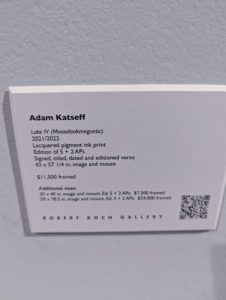 Adam Katseff
Lake IV (Mooselookmeguntic)
2021/2022
Lacquered pigment ink print
Edition of 5 + 2 APs
Signed, titled, dated and editioned verso
45 x 57 1/4 in. image and mount
$11,500 framed
Additional sizes:
30 x 40 in. image and mount, Ed. 5 + 2 APs $7,500 framed
59 x 78.5 in. image and mount, Ed. 3 + 2 APs $24,000 framed
ROBERT KOCH GALLERY